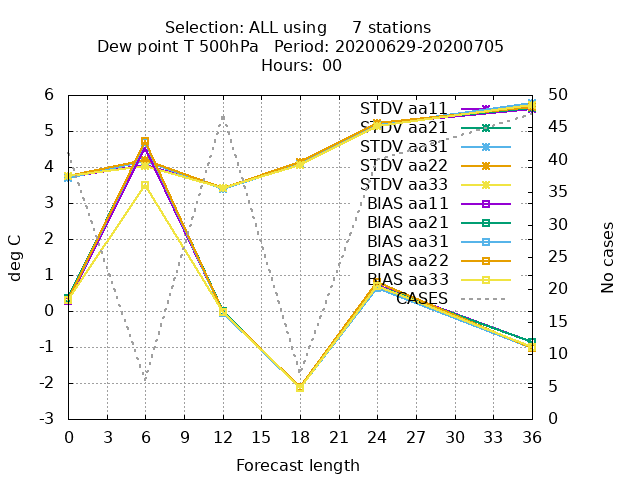 Selection: ALL using 7 stations
Dew point T 500hPa Period: 20200629-20200705
Hours: 00
6
5
4
3
2
1
0
-1
-2
-3
deg C
50
45
40
35
30
25
20
15
10
5
0
No cases
STDV aa11
STDV aa21
STDV aa31
STDV aa22
STDV aa33
BIAS aa11
BIAS aa21
BIAS aa31
BIAS aa22
BIAS aa33
CASES
0 3 6 9 12 15 18 21 24 27 30 33 36
Forecast length